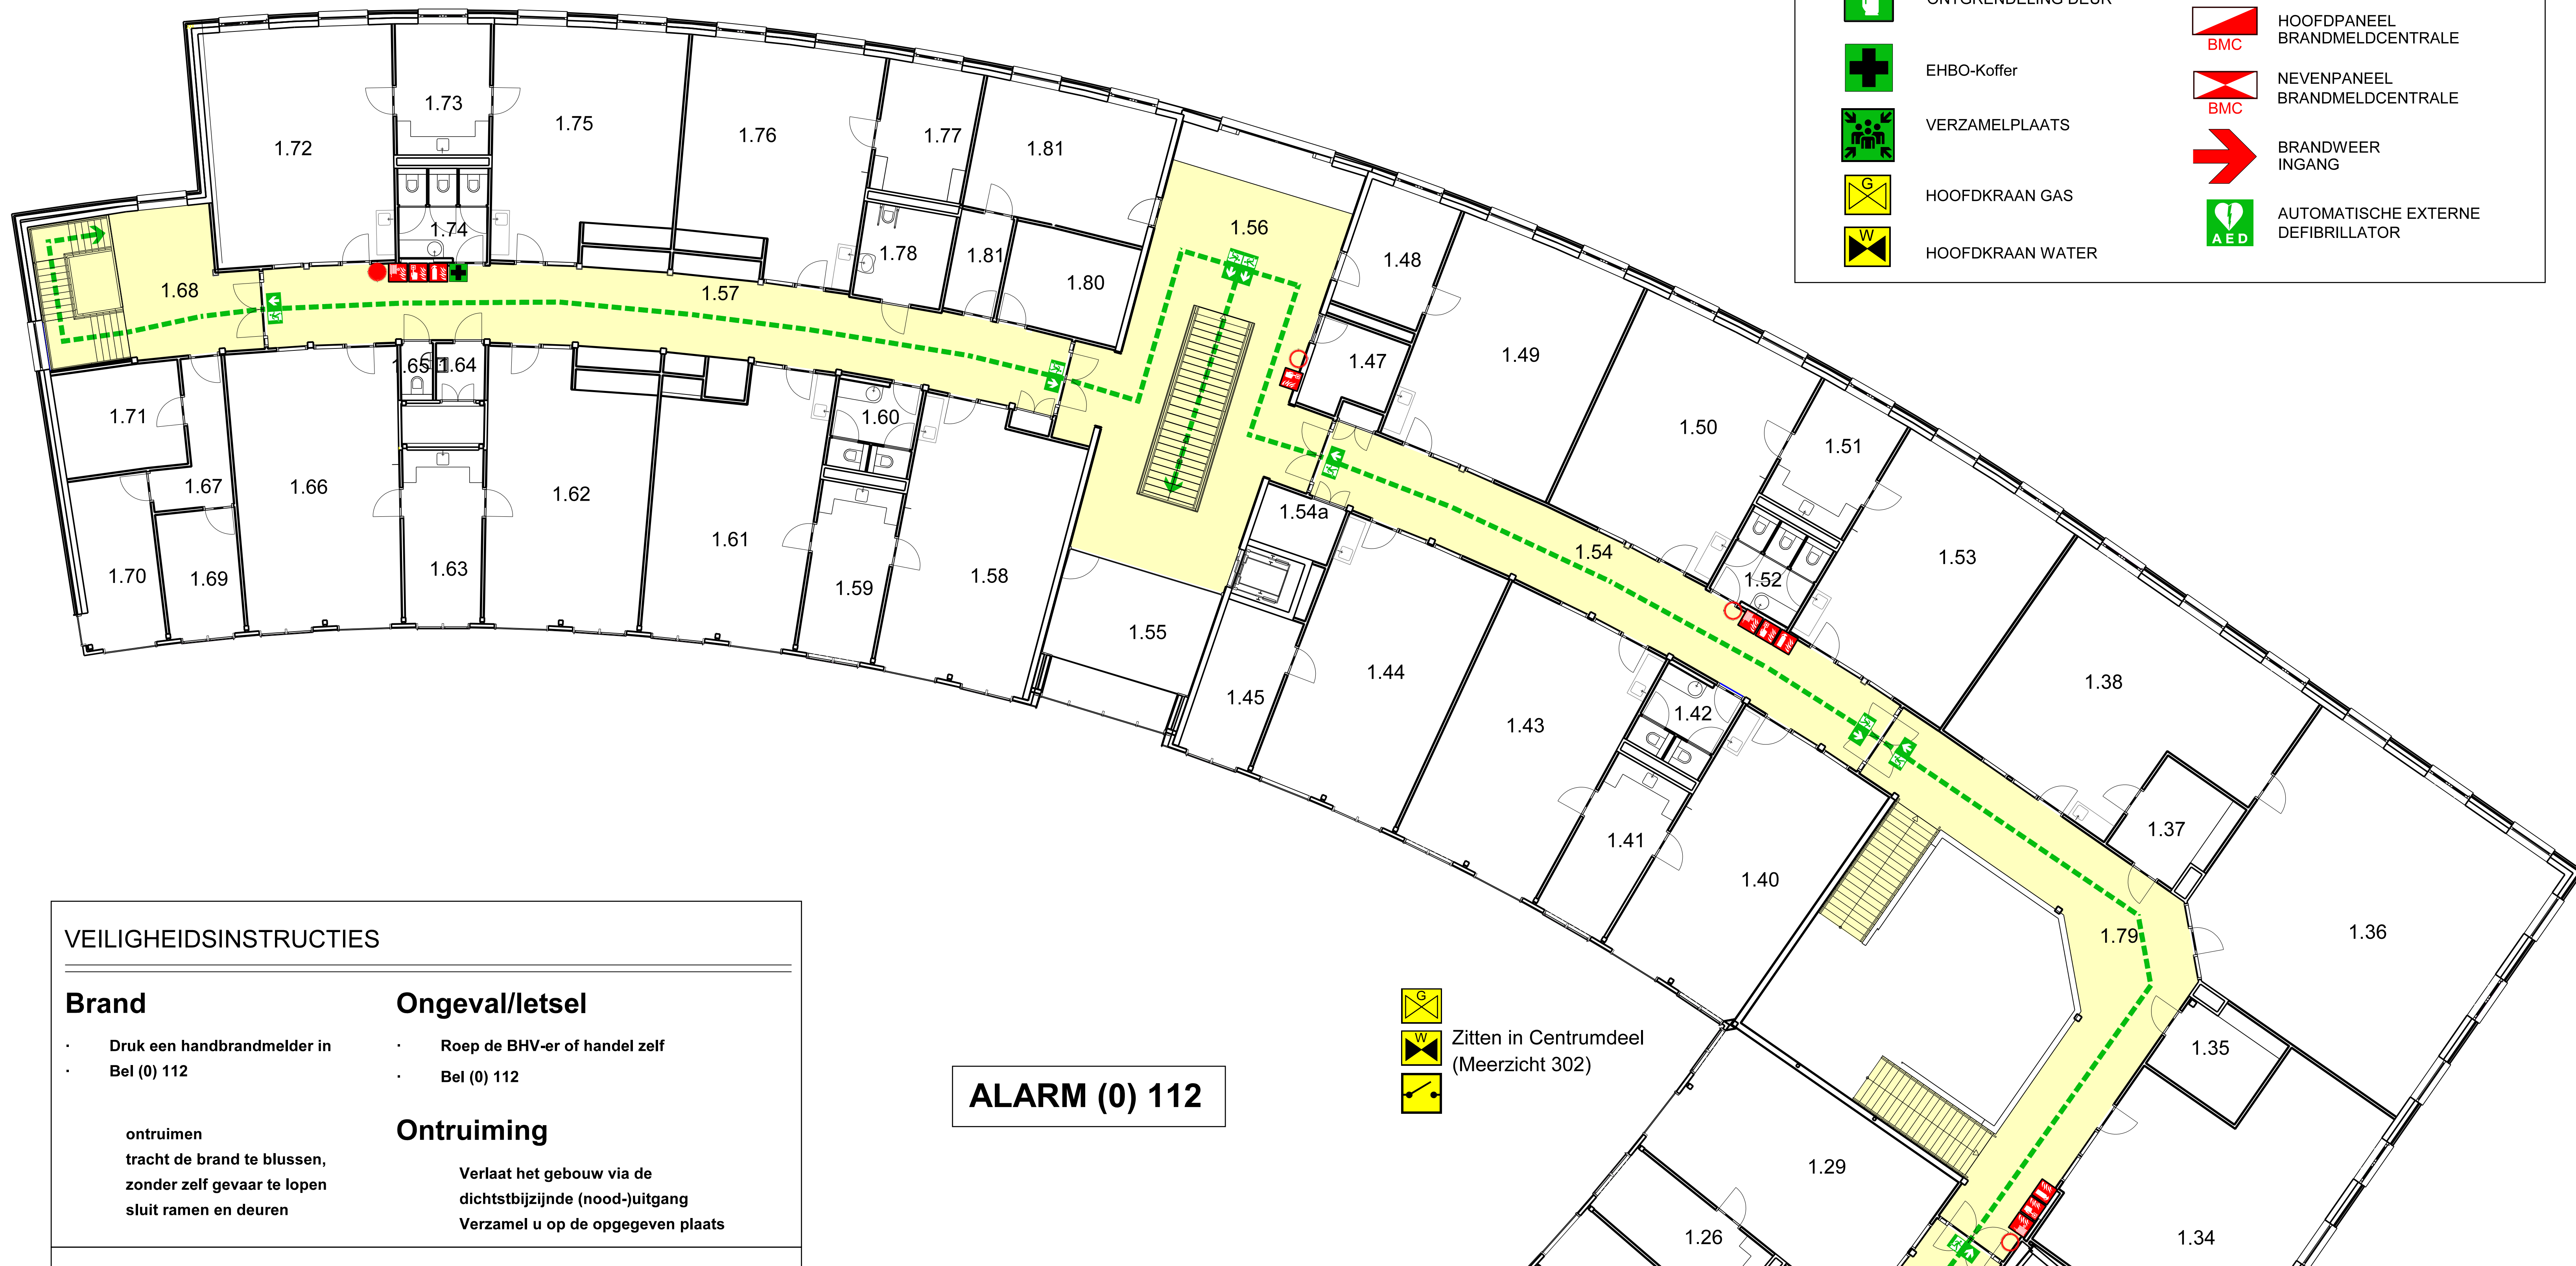 ONTGRENDELING DEUR
EHBO-Koffer
VERZAMELPLAATS
G
HOOFDKRAAN GAS
W
HOOFDKRAAN WATER
HOOFDPANEEL
BRANDMELDCENTRALE
BMC
NEVENPANEEL
BRANDMELDCENTRALE
BMC
BRANDWEER
INGANG
AED
AUTOMATISCHE EXTERNE
DEFIBRILLATOR
1.72
1.73
1.74
1.75
1.76
1.77
1.78
1.81
1.81
1.80
1.56
1.68
1.57
1.71
1.67
1.70
1.69
1.66
1.65
1.64
1.63
1.62
1.61
1.60
1.59
1.58
1.55
1.48
1.47
1.49
1.50
1.51
1.52
1.53
1.54
1.54a
1.45
1.44
1.43
1.42
1.41
1.40
1.38
1.37
1.36
1.79
1.35
1.34
1.29
1.26
VEILIGHEIDSINSTRUCTIES
Brand
· Druk een handbrandmelder in
· Bel (0) 112
ontruimen
tracht de brand te blussen,
zonder zelf gevaar te lopen
sluit ramen en deuren
Ongeval/letsel
· Roep de BHV-er of handel zelf
· Bel (0) 112
Ontruiming
Verlaat het gebouw via de
dichtstbijzijnde (nood-)uitgang
Verzamel u op de opgegeven plaats
ALARM (0) 112
G
W
Zitten in Centrumdeel
(Meerzicht 302)